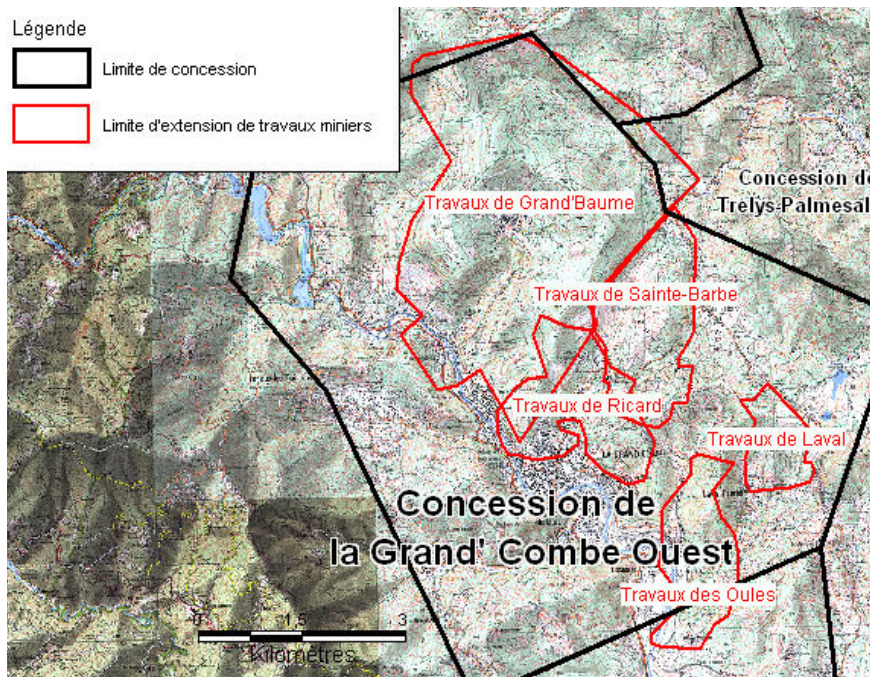 Légende
Limite de concession
Limite d'extension de travaux miniers
Travaux de Grand'Baume
Concession de
Trelys-Palmesal
Travaux de Sainte-Barbe
Travaux de Ricard
Travaux de Laval
Concession de
la Grand' Combe Ouest
Travaux des Oules
0 1,5 3
Kilomètres